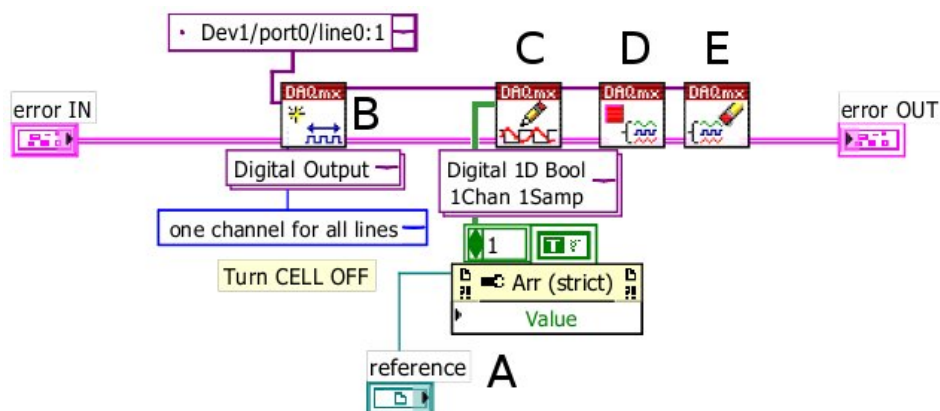 Dev1/port0/line0:1
C D E
error IN
DAQmx
B
DAQmx
DAQmx
DAQmx
error OUT
Digital Output
Digital 1D Bool
1Chan 1Samp
one channel for all lines
Turn CELL OFF
1
T F
Arr (strict)
Value
reference
A